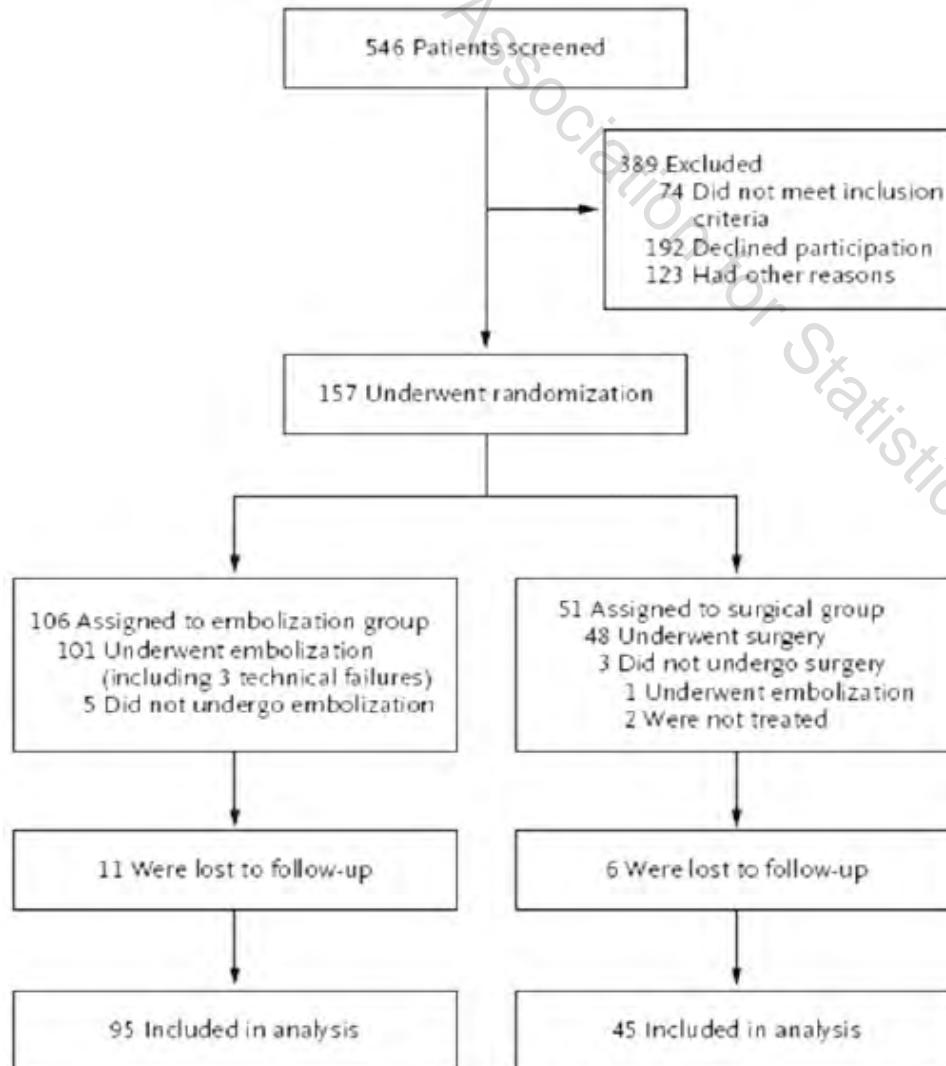 546 Patients screened
Association for Statistic
389 Excluded
74 Did not meet inclusion
criteria
192 Declined participation
123 Had other reasons
157 Underwent randomization
106 Assigned to embolization group
101 Underwent embolization
(including 3 technical failures)
5 Did not undergo embolization
51 Assigned to surgical group
48 Underwent surgery
3 Did not undergo surgery
1 Underwent embolization
2 Were not treated
11 Were lost to follow-up
6 Were lost to follow-up
95 Included in analysis
45 Included in analysis